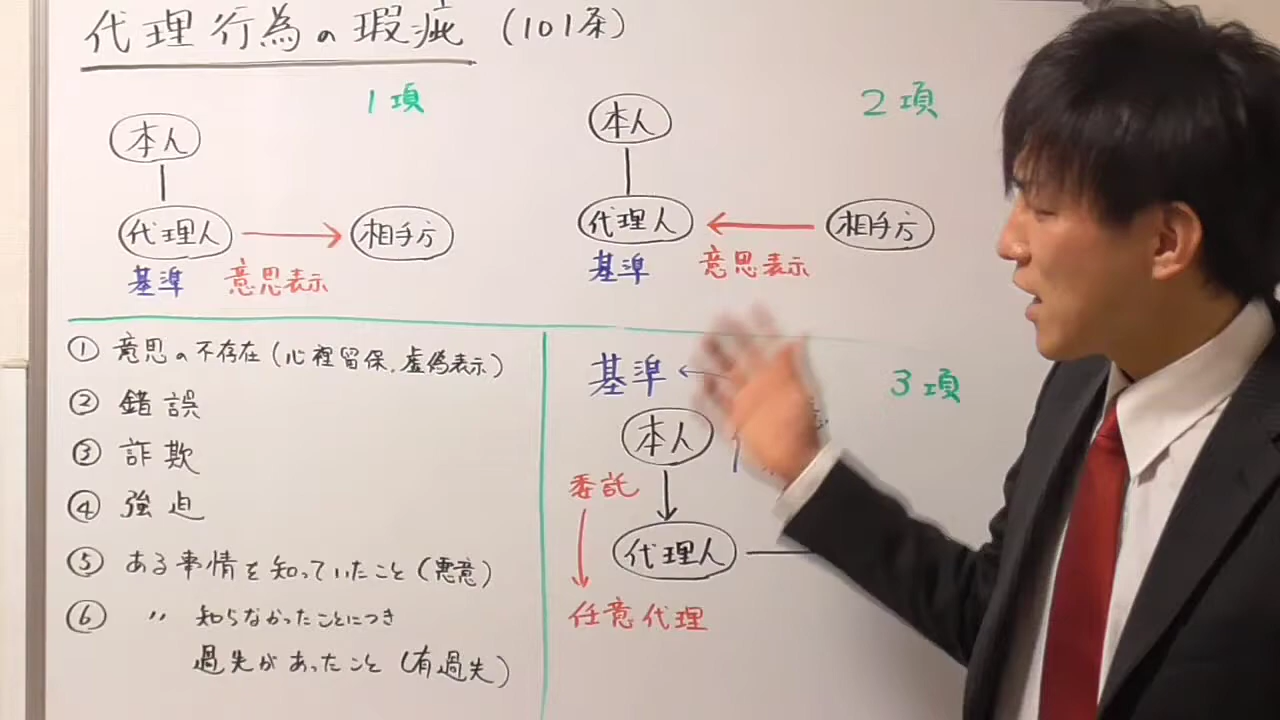 代理行為の瑕疵 (101条)
1項
本人
代理人
相手方
基準
意思表示
2項
本人
代理人
相手方
基準
意思表示
① 意思の不存在(心裡留保、虚偽表示)
② 錯誤
③ 詐欺
④ 強迫
⑤ ある事情を知っていたこと(悪意)
⑥ 〃 知らなかったことにつき
過失があったこと(有過失)
3項
基準
本人
委託
代理人
任意代理